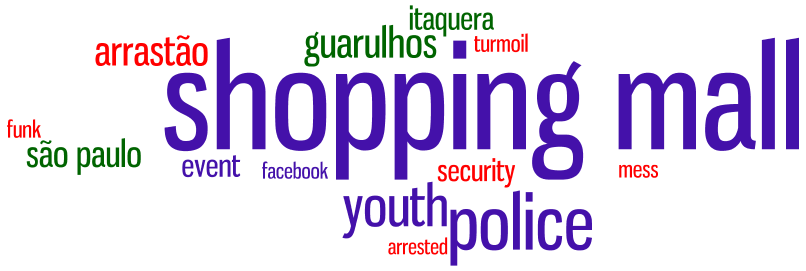 itaquera
arrastão
guarulhos
turmoil
shopping mall
funk
são paulo
event
facebook
security
mess
youth
police
arrested